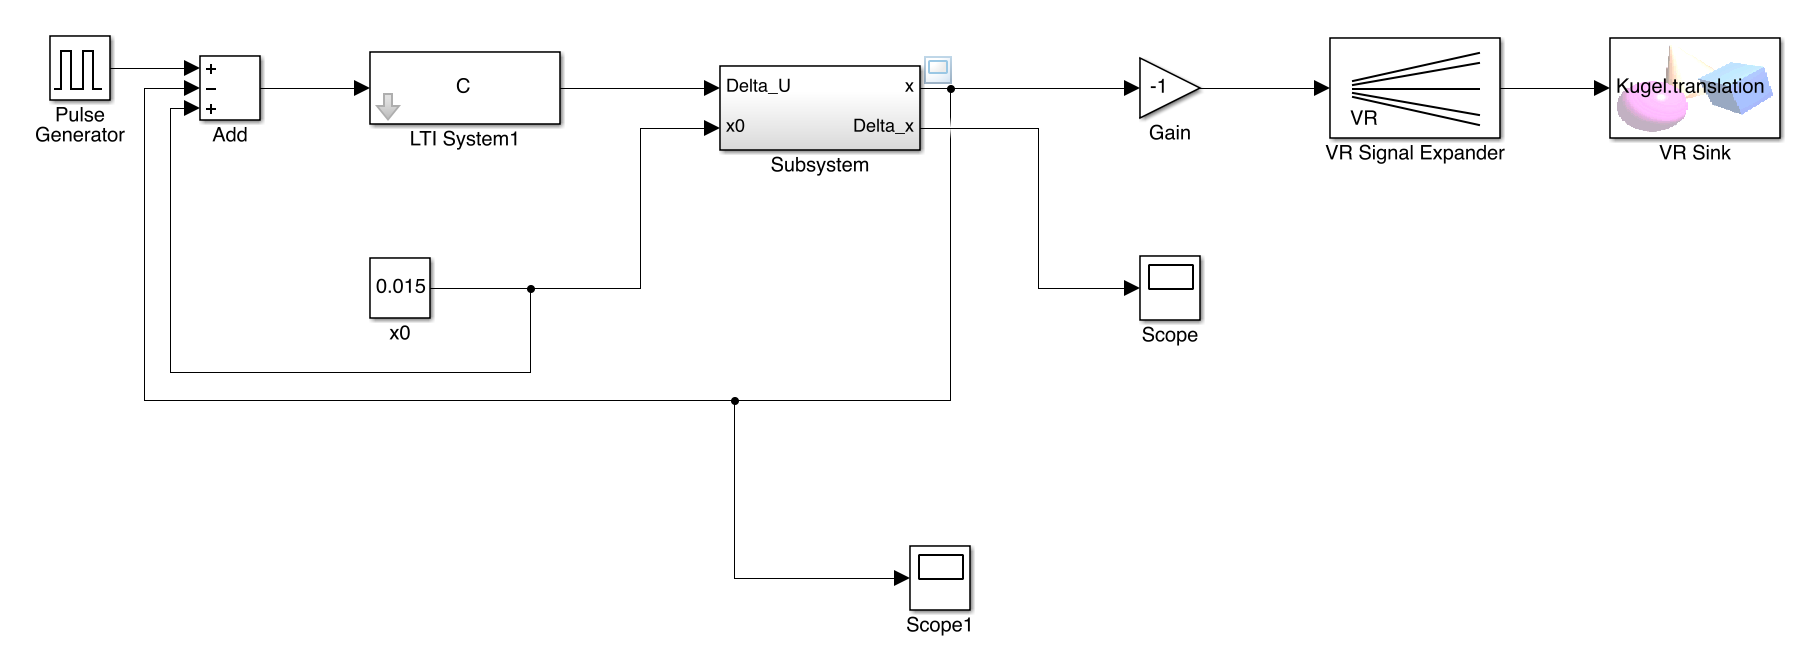 +
−
+
Pulse
Generator
Add
C
LTI System1
Delta_U
x
x0
Delta_x
Subsystem
-1
Gain
VR
VR Signal Expander
Kugel.translation
VR Sink
0.015
x0
Scope
Scope1